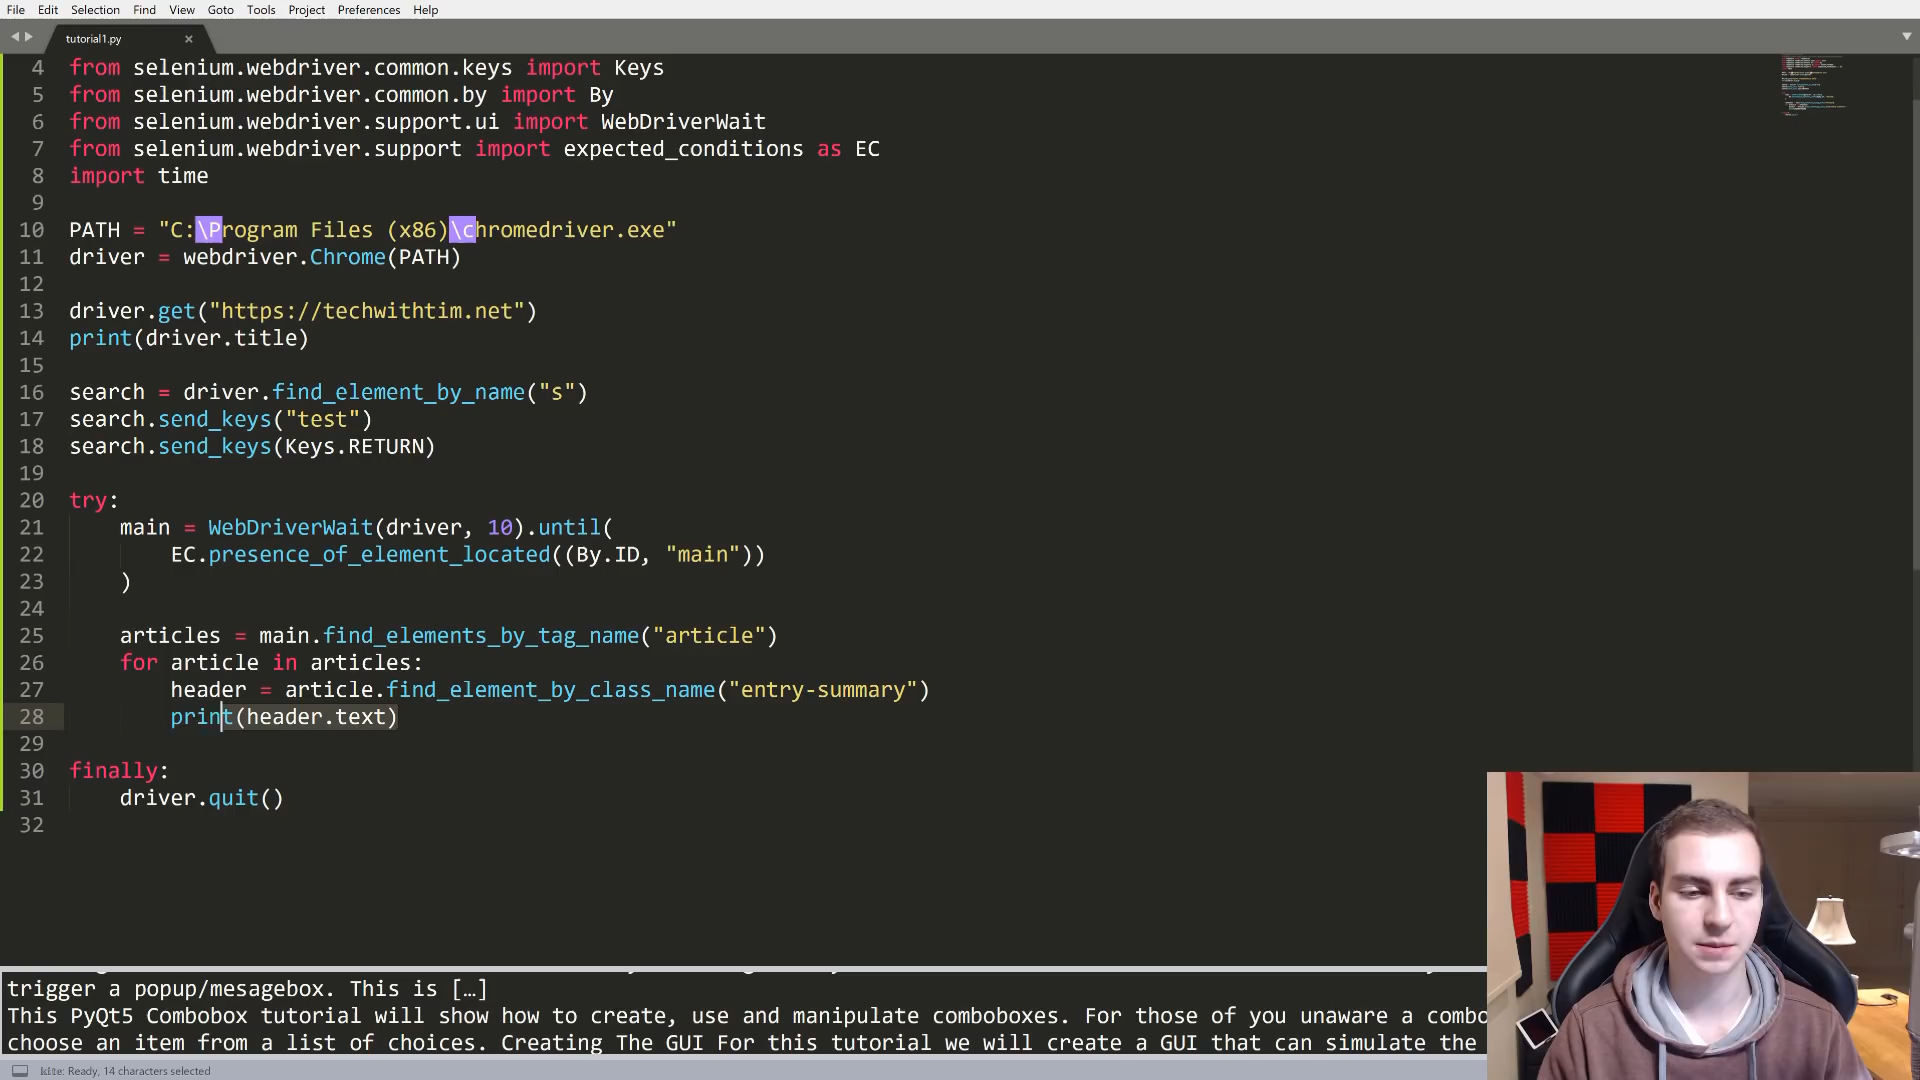 File Edit Selection Find View Goto Tools Project Preferences Help
tutorial1.py
4 from selenium.webdriver.common.keys import Keys
5 from selenium.webdriver.common.by import By
6 from selenium.webdriver.support.ui import WebDriverWait
7 from selenium.webdriver.support import expected_conditions as EC
8 import time
9
10 PATH = "C:\Program Files (x86)\chromedriver.exe"
11 driver = webdriver.Chrome(PATH)
12
13 driver.get("https://techwithtim.net")
14 print(driver.title)
15
16 search = driver.find_element_by_name("s")
17 search.send_keys("test")
18 search.send_keys(Keys.RETURN)
19
20 try:
21 main = WebDriverWait(driver, 10).until(
22 EC.presence_of_element_located((By.ID, "main"))
23 )
24
25 articles = main.find_elements_by_tag_name("article")
26 for article in articles:
27 header = article.find_element_by_class_name("entry-summary")
28 print(header.text)
29
30 finally:
31 driver.quit()
32
trigger a popup/mesagebox. This is […]
This PyQt5 Combobox tutorial will show how to create, use and manipulate comboboxes. For those of you unaware a combo
choose an item from a list of choices. Creating The GUI For this tutorial we will create a GUI that can simulate the
kite: Ready, 14 characters selected